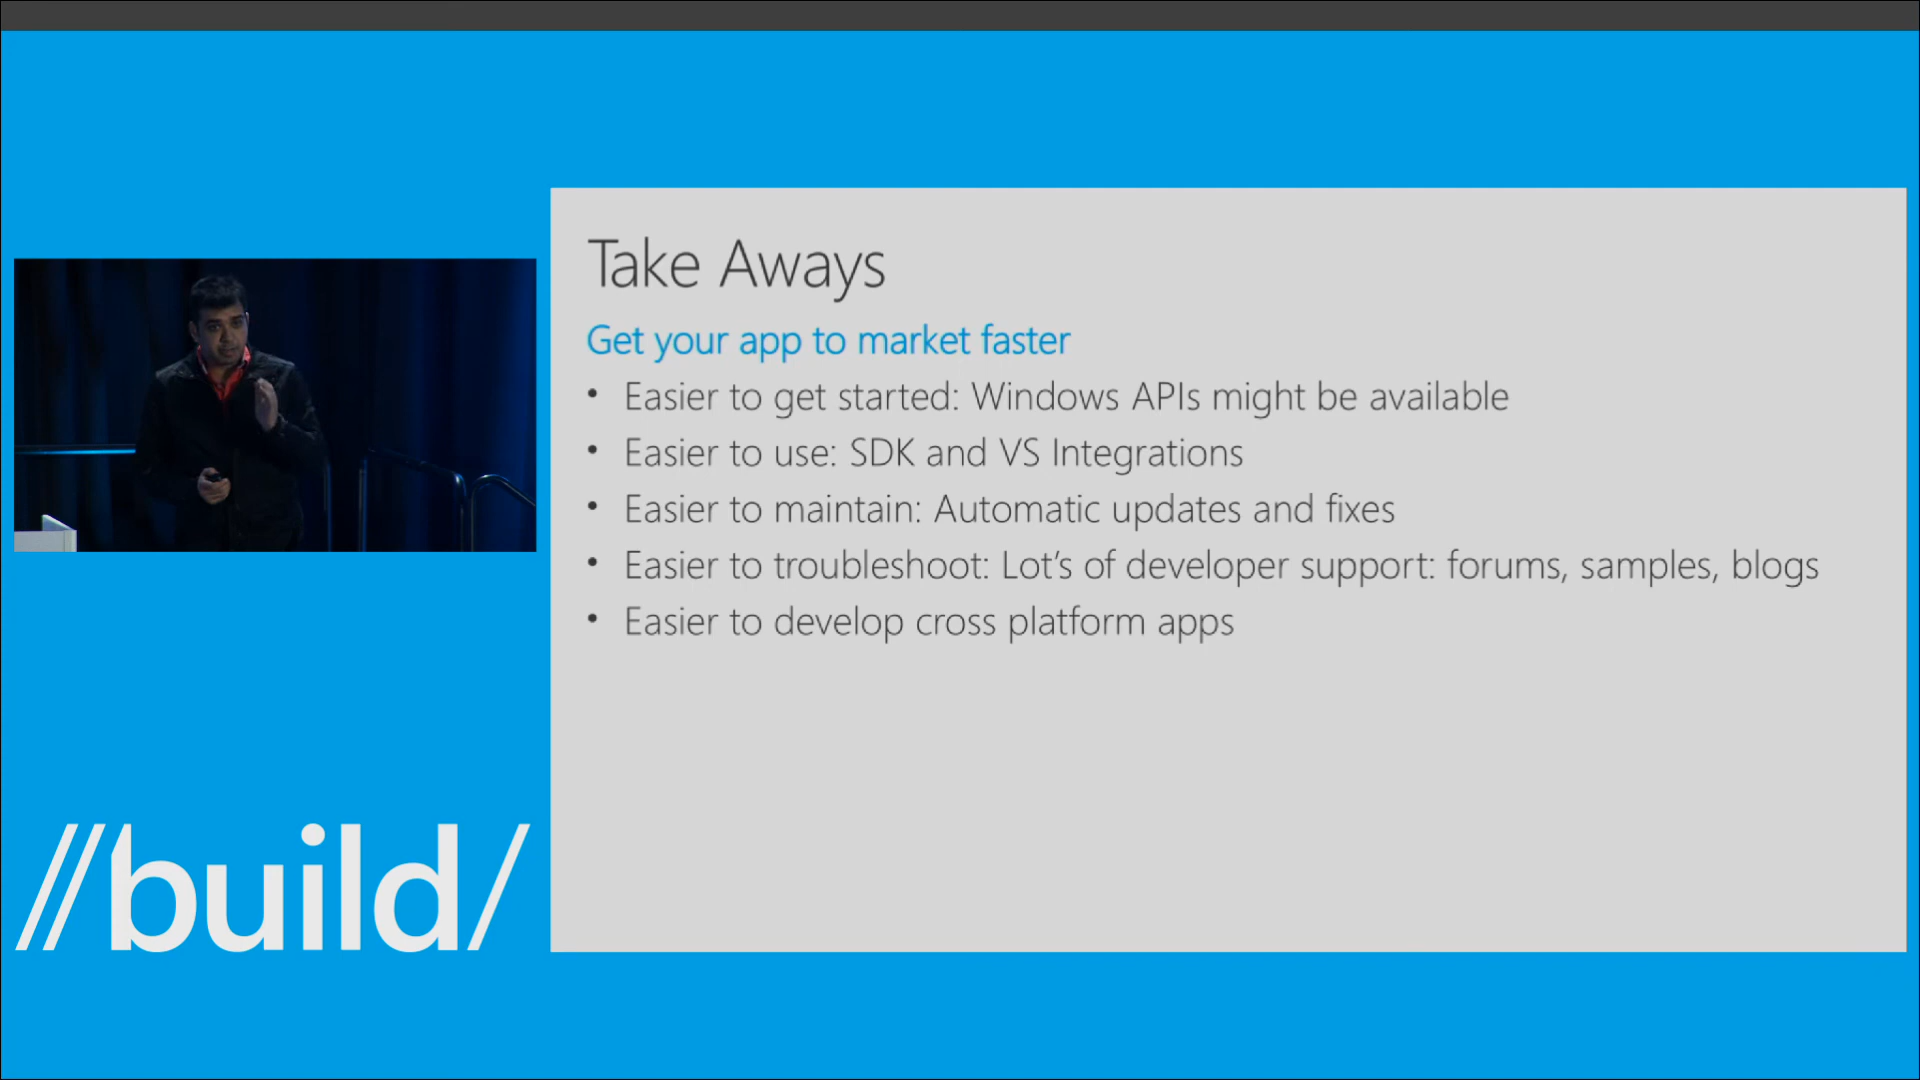 Take Aways
Get your app to market faster
• Easier to get started: Windows APIs might be available
• Easier to use: SDK and VS Integrations
• Easier to maintain: Automatic updates and fixes
• Easier to troubleshoot: Lot's of developer support: forums, samples, blogs
• Easier to develop cross platform apps
//build/